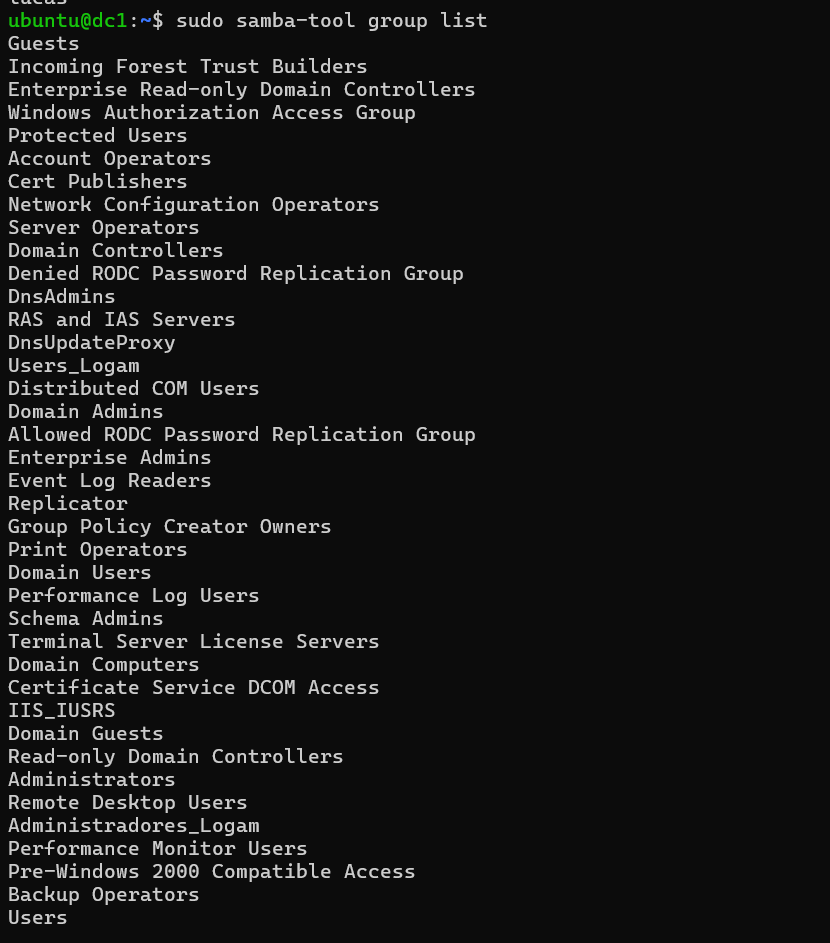 lucas
ubuntu@dc1:~$ sudo samba-tool group list
Guests
Incoming Forest Trust Builders
Enterprise Read-only Domain Controllers
Windows Authorization Access Group
Protected Users
Account Operators
Cert Publishers
Network Configuration Operators
Server Operators
Domain Controllers
Denied RODC Password Replication Group
DnsAdmins
RAS and IAS Servers
DnsUpdateProxy
Users_Logam
Distributed COM Users
Domain Admins
Allowed RODC Password Replication Group
Enterprise Admins
Event Log Readers
Replicator
Group Policy Creator Owners
Print Operators
Domain Users
Performance Log Users
Schema Admins
Terminal Server License Servers
Domain Computers
Certificate Service DCOM Access
IIS_IUSRS
Domain Guests
Read-only Domain Controllers
Administrators
Remote Desktop Users
Administradores_Logam
Performance Monitor Users
Pre-Windows 2000 Compatible Access
Backup Operators
Users